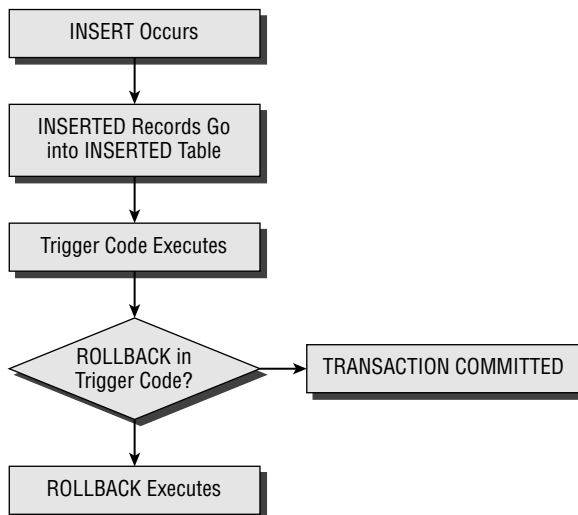 INSERT Occurs
INSERTED Records Go
into INSERTED Table
Trigger Code Executes
ROLLBACK in
Trigger Code?
TRANSACTION COMMITTED
ROLLBACK Executes